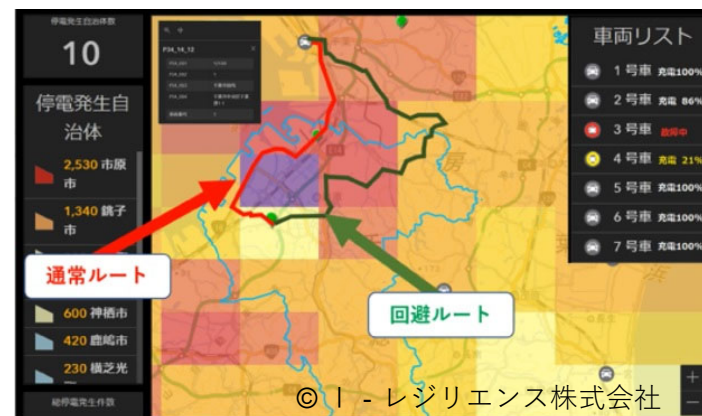 停電発生自治体数
10
停電発生自
治体
2,530 市原
市
1,340 銚子
市
600 神栖市
420 鹿嶋市
230 横芝光
総停電発生件数
P34_14_12
通常ルート
回避ルート
車両リスト
1号車 充電100%
2号車 充電 86%
3号車 故障中
4号車 充電 21%
5号車 充電100%
6号車 充電100%
7号車 充電100%
© I - レジリエンス株式会社